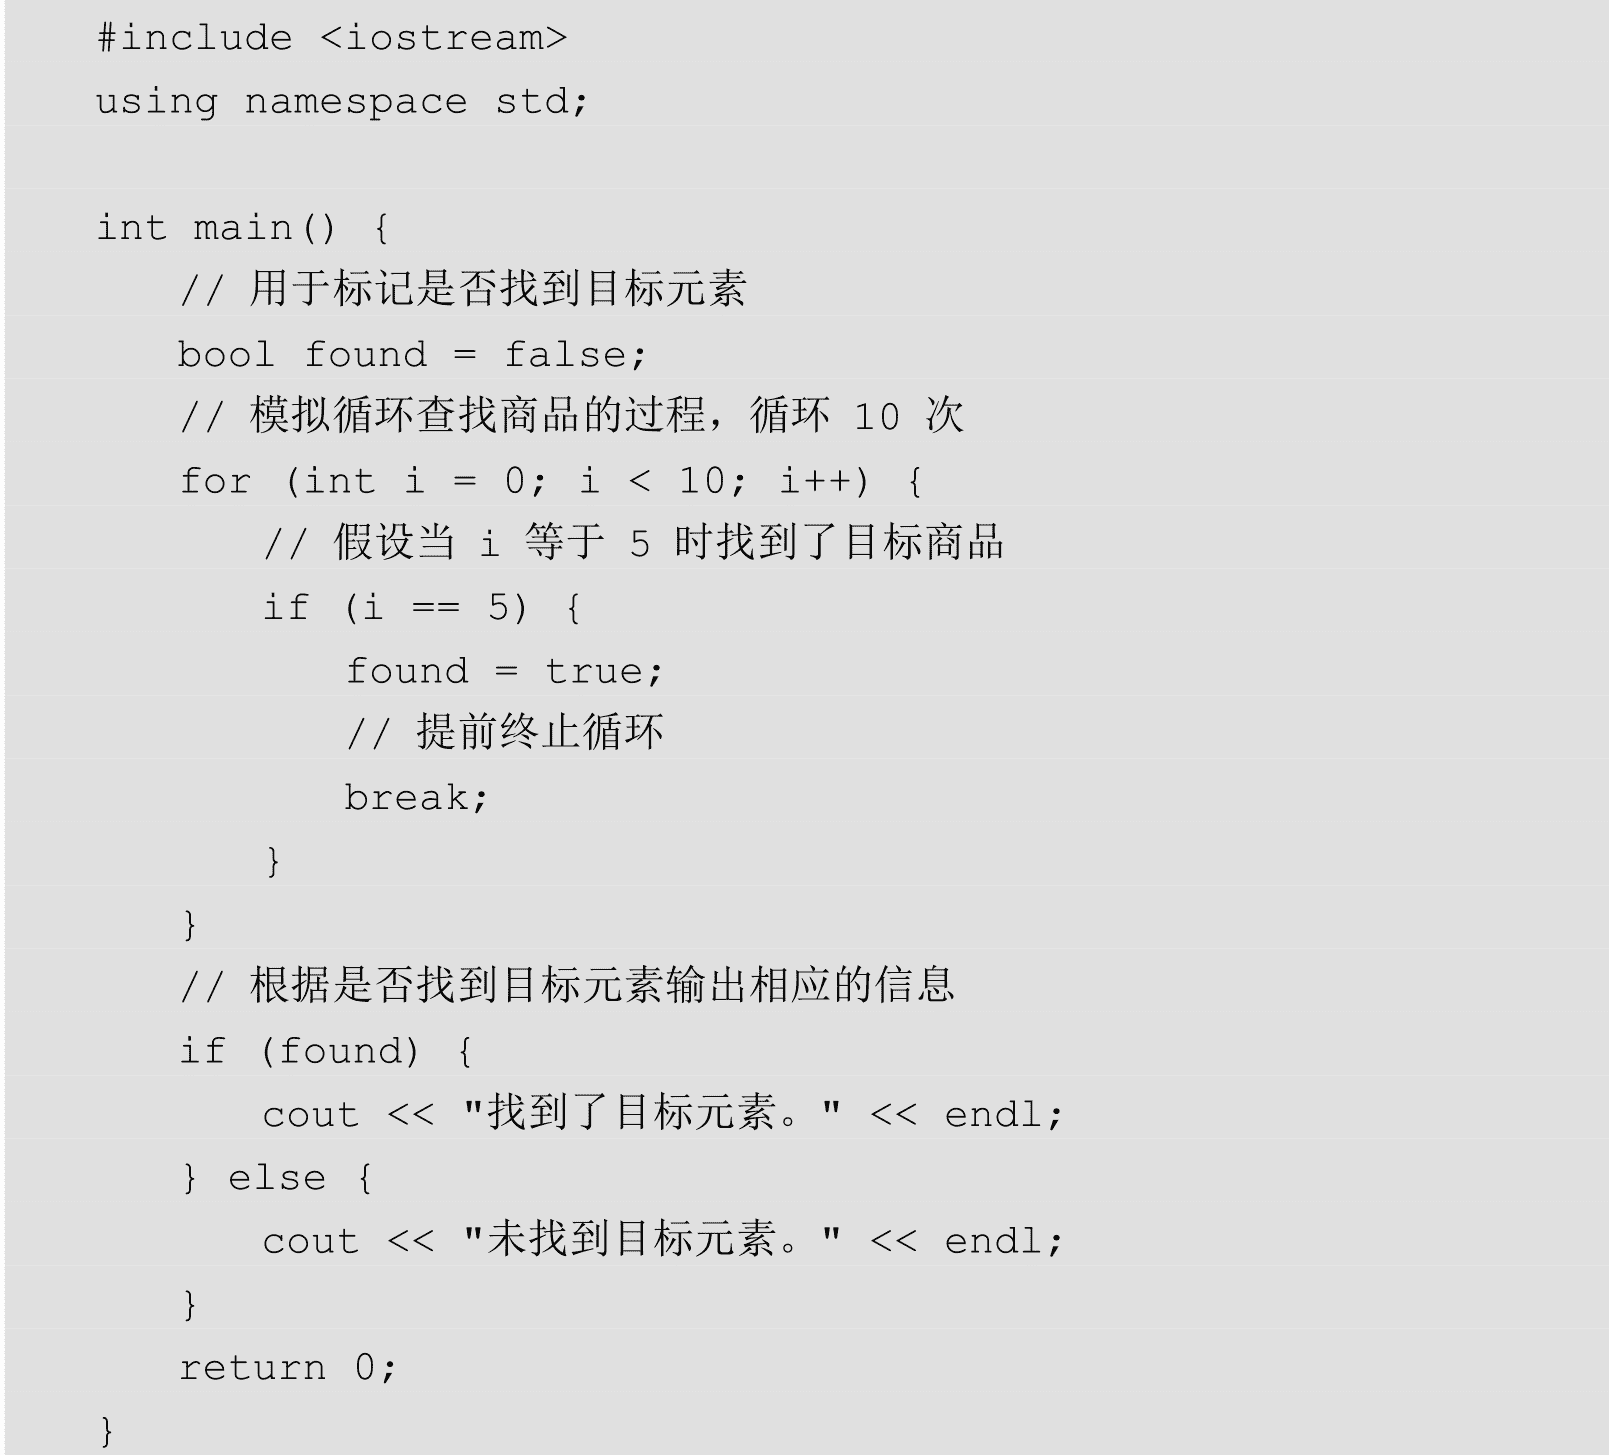 #include <iostream>
using namespace std;

int main() {
    // 用于标记是否找到目标元素
    bool found = false;
    // 模拟循环查找商品的过程，循环 10 次
    for (int i = 0; i < 10; i++) {
        // 假设当 i 等于 5 时找到了目标商品
        if (i == 5) {
            found = true;
            // 提前终止循环
            break;
        }
    }
    // 根据是否找到目标元素输出相应的信息
    if (found) {
        cout << "找到了目标元素。" << endl;
    } else {
        cout << "未找到目标元素。" << endl;
    }
    return 0;
}